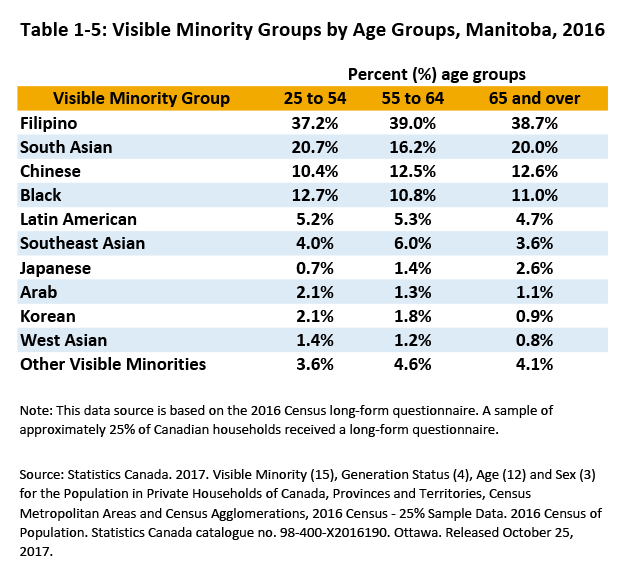 Table 1-5: Visible Minority Groups by Age Groups, Manitoba, 2016
Percent (%) age groups
Visible Minority Group 25 to 54 55 to 64 65 and over
Filipino 37.2% 39.0% 38.7%
South Asian 20.7% 16.2% 20.0%
Chinese 10.4% 12.5% 12.6%
Black 12.7% 10.8% 11.0%
Latin American 5.2% 5.3% 4.7%
Southeast Asian 4.0% 6.0% 3.6%
Japanese 0.7% 1.4% 2.6%
Arab 2.1% 1.3% 1.1%
Korean 2.1% 1.8% 0.9%
West Asian 1.4% 1.2% 0.8%
Other Visible Minorities 3.6% 4.6% 4.1%
Note: This data source is based on the 2016 Census long-form questionnaire. A sample of
approximately 25% of Canadian households received a long-form questionnaire.
Source: Statistics Canada. 2017. Visible Minority (15), Generation Status (4), Age (12) and Sex (3)
for the Population in Private Households of Canada, Provinces and Territories, Census
Metropolitan Areas and Census Agglomerations, 2016 Census - 25% Sample Data. 2016 Census of
Population. Statistics Canada catalogue no. 98-400-X2016190. Ottawa. Released October 25,
2017.